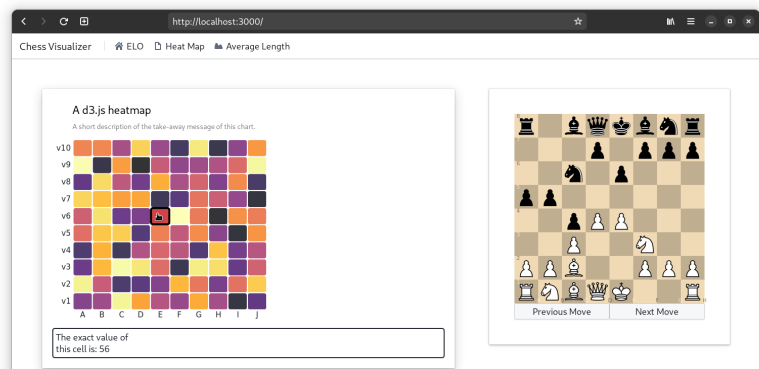 http://localhost:3000/
Chess Visualizer
ELO
Heat Map
Average Length
A d3.js heatmap
A short description of the take-away message of this chart.
v10
v9
v8
v7
v6
v5
v4
v3
v2
v1
A B C D E F G H I J
The exact value of
this cell is: 56
Previous Move
Next Move